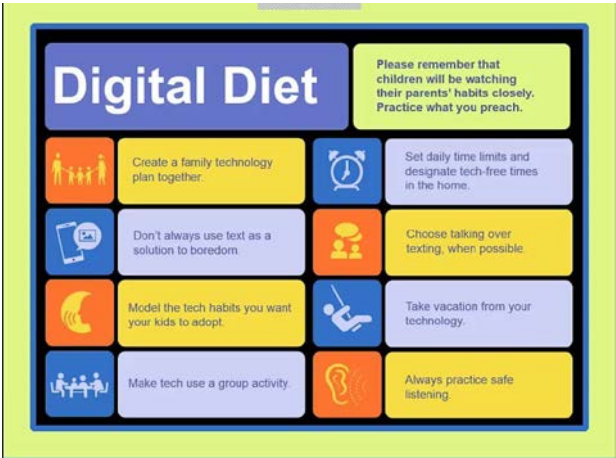 Digital Diet
Please remember that
children will be watching
their parents' habits closely.
Practice what you preach.
Create a family technology
plan together.
Set daily time limits and
designate tech-free times
in the home.
Don't always use text as a
solution to boredom.
Choose talking over
texting, when possible.
Model the tech habits you want
your kids to adopt.
Take vacation from your
technology.
Make tech use a group activity.
Always practice safe
listening.